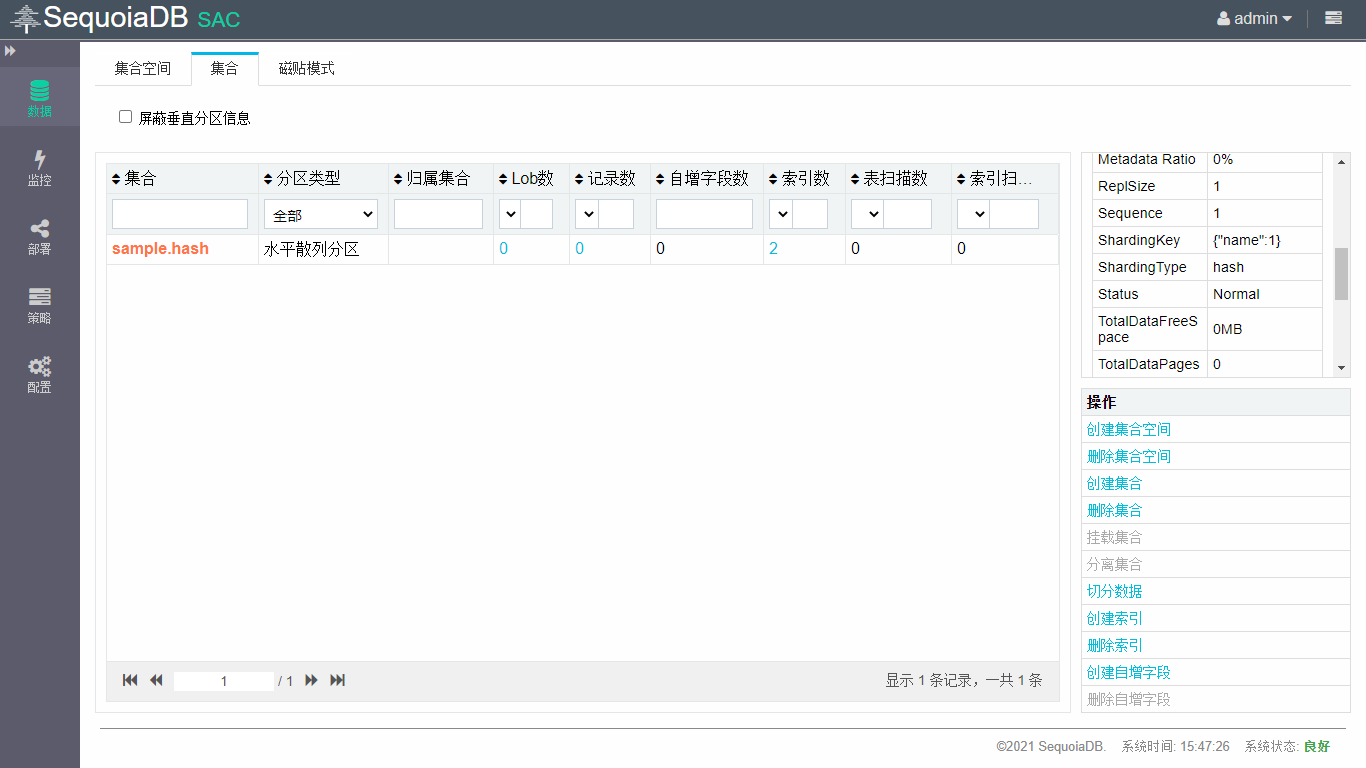 SequoiaDB SAC
admin
数据
监控
部署
策略
配置
集合空间 集合 磁贴模式
屏蔽垂直分区信息
集合 分区类型 归属集合 Lob数 记录数 自增字段数 索引数 表扫描数 索引扫...
全部
sample.hash 水平散列分区 0 0 0 2 0 0
1 / 1
显示 1 条记录，一共 1 条
Metadata Ratio 0%
ReplSize 1
Sequence 1
ShardingKey {"name":1}
ShardingType hash
Status Normal
TotalDataFreeS
pace 0MB
TotalDataPages 0
操作
创建集合空间
删除集合空间
创建集合
删除集合
挂载集合
分离集合
切分数据
创建索引
删除索引
创建自增字段
删除自增字段
©2021 SequoiaDB. 系统时间: 15:47:26 系统状态: 良好